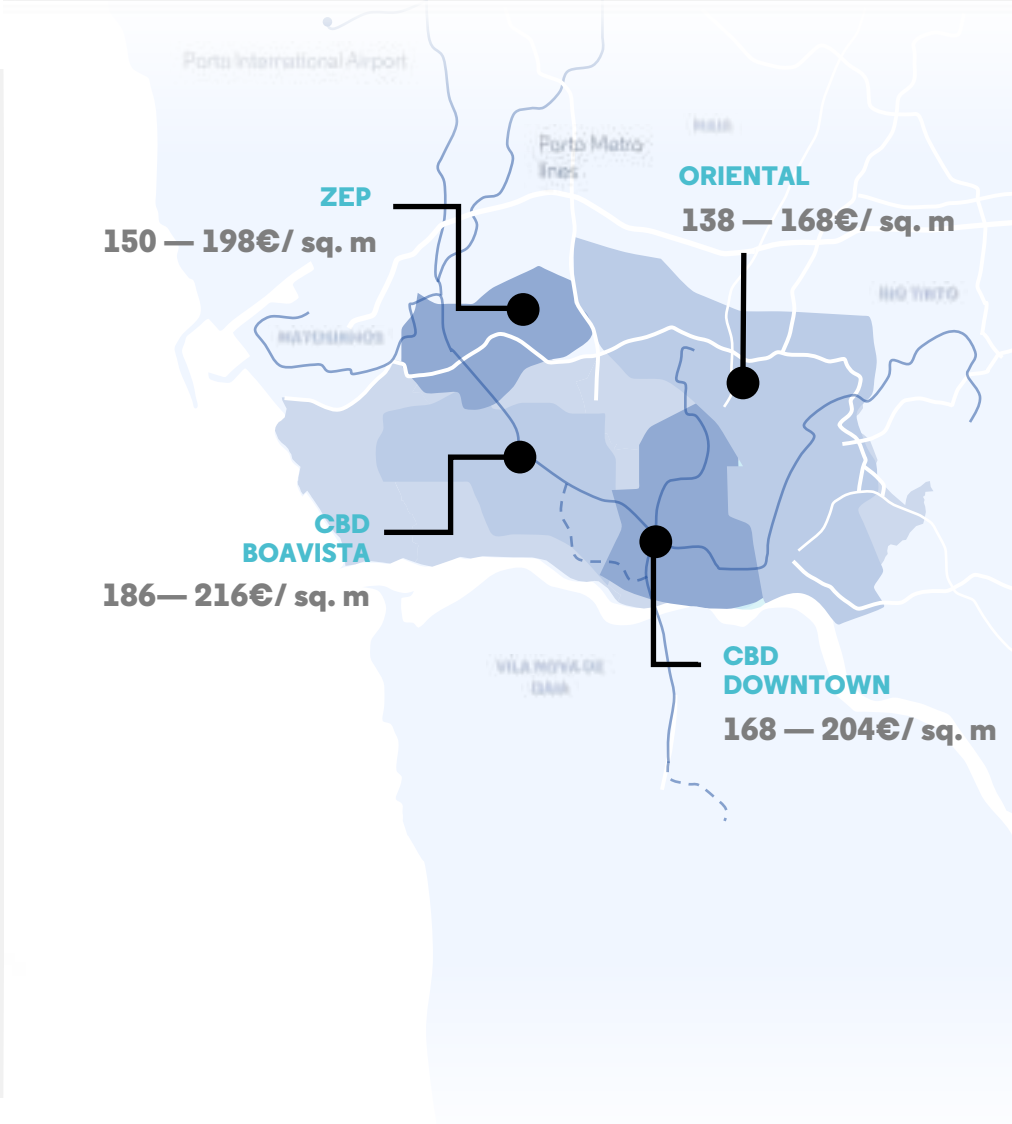 Porto International Airport
MAIA
Porto Metro
lines
ORIENTAL
138 — 168€/ sq. m
ZEP
150 — 198€/ sq. m
RIO TINTO
MATOSINHOS
CBD
BOAVISTA
186— 216€/ sq. m
CBD
DOWNTOWN
168 — 204€/ sq. m
VILA NOVA DE
GAIA